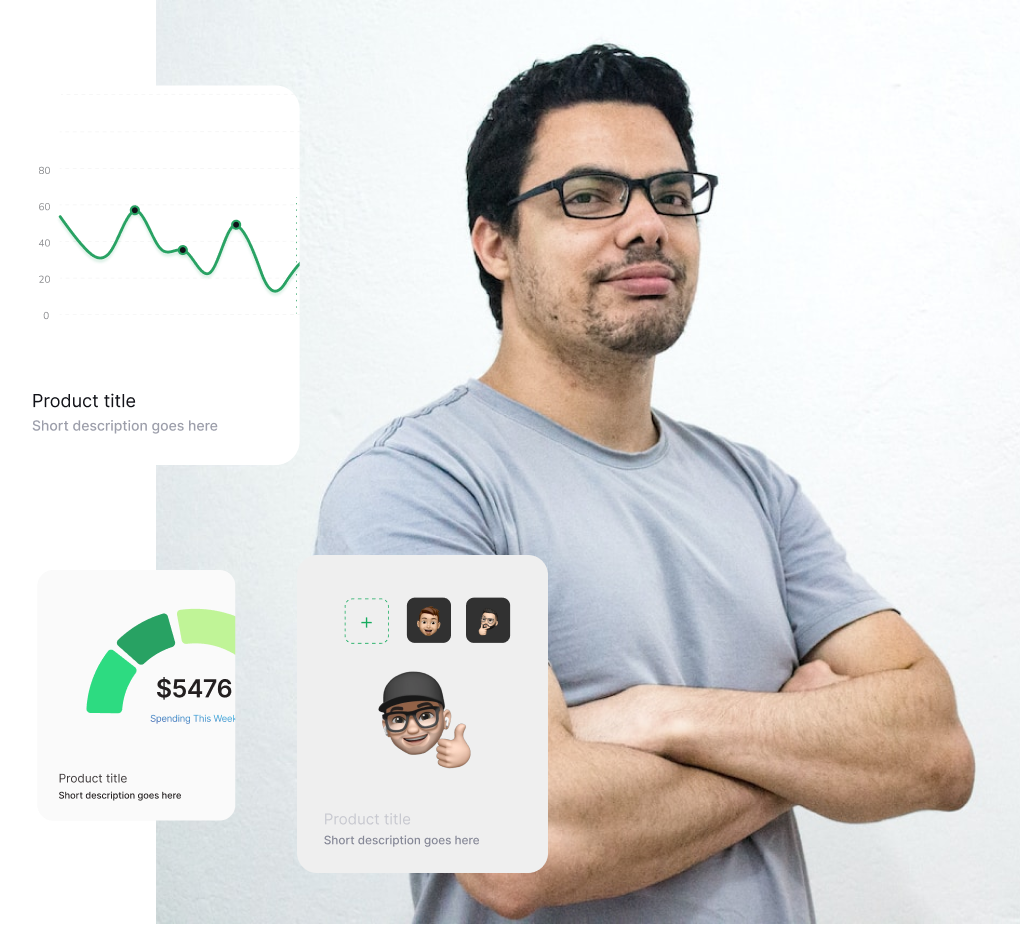 80
60
40
20
0
Product title
Short description goes here
$5476
Spending This Week
Product title
Short description goes here
Product title
Short description goes here